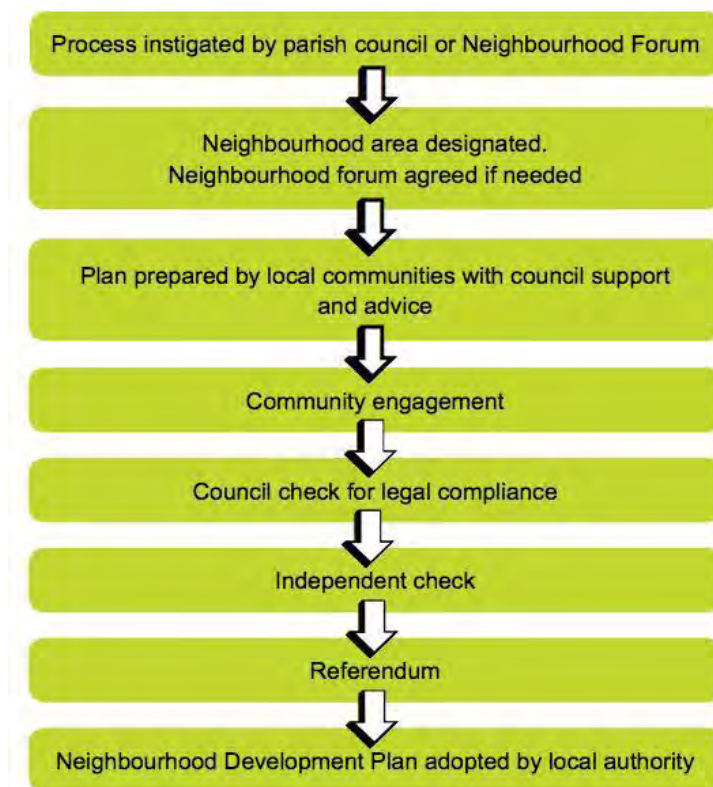 Process instigated by parish council or Neighbourhood Forum
Neighbourhood area designated.
Neighbourhood forum agreed if needed
Plan prepared by local communities with council support
and advice
Community engagement
Council check for legal compliance
Independent check
Referendum
Neighbourhood Development Plan adopted by local authority